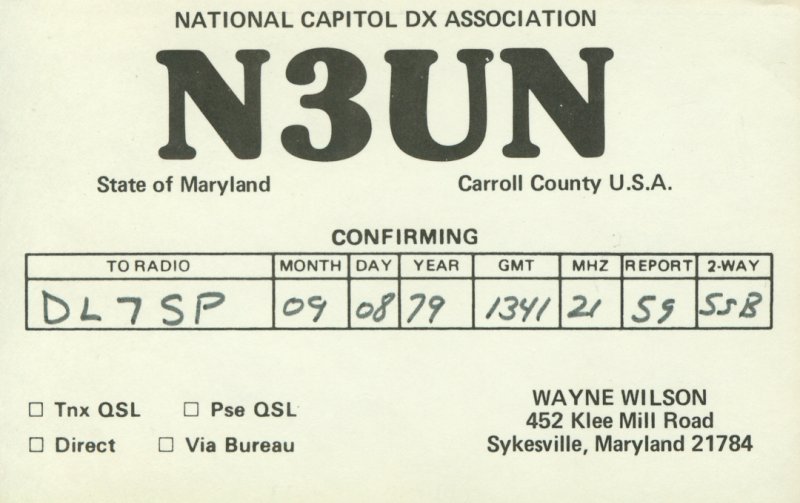 NATIONAL CAPITOL DX ASSOCIATION
N3UN
State of Maryland Carroll County U.S.A.
CONFIRMING
TO RADIO MONTH DAY YEAR GMT MHZ REPORT 2-WAY
DL7SP 09 08 79 1341 21 59 SSB
☐ Tnx QSL ☐ Pse QSL
☐ Direct ☐ Via Bureau
WAYNE WILSON
452 Klee Mill Road
Sykesville, Maryland 21784